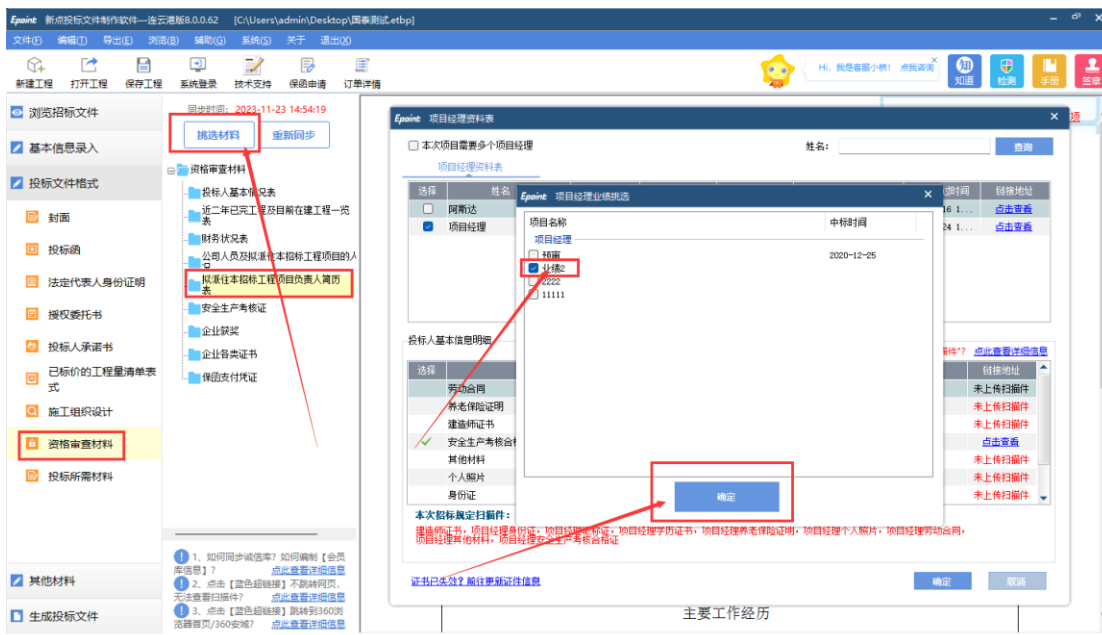 Epoint 新点投标文件制作软件—连云港版8.0.0.62 [C:\Users\admin\Desktop\国泰测试.etbp]
文件(F) 编辑(I) 导出(E) 浏览(B) 辅助(G) 系统(S) 关于 退出(X)
新建工程 打开工程 保存工程 系统登录 技术支持 保函申请 订单详情
Hi，我是客服小桥！ 点我咨询
知道 检测 手册 签章
浏览招标文件
基本信息录入
投标文件格式
封面
投标函
法定代表人身份证明
授权委托书
投标人承诺书
已标价的工程量清单表式
施工组织设计
资格审查材料
投标所需材料
其他材料
生成投标文件
同步时间：2023-11-23 14:54:19
挑选材料 重新同步
资格审查材料
投标人基本情况表
近二年已完工程及目前在建工程一览表
财务状况表
公司人员及拟派往本招标工程项目的人
拟派往本招标工程项目负责人简历表
安全生产考核证
企业获奖
企业各类证书
保函支付凭证
1、如何同步诚信库？如何编制【会员库信息】？ 点此查看详细信息
2、点击【蓝色超链接】不跳转网页，无法查看扫描件？ 点此查看详细信息
3、点击【蓝色超链接】跳转到360浏览器首页/360安域？ 点此查看详细信息
Epoint 项目经理资料表
本次项目需要多个项目经理
姓名： 查询
项目经理资料表
选择 姓名 时间 链接地址
阿斯达 16 1... 点击查看
项目经理 24 1... 点击查看
Epoint 项目经理业绩挑选
项目名称 中标时间
项目经理
预审 2020-12-25
业绩2
2222
11111
确定
投标人基本信息明细
件"？ 点此查看详细信息
选择 链接地址
劳动合同 未上传扫描件
养老保险证明 未上传扫描件
建造师证书 未上传扫描件
安全生产考核合 点击查看
其他材料 未上传扫描件
个人照片 未上传扫描件
身份证 未上传扫描件
本次招标规定扫描件：
建造师证书，项目经理身份证，项目经理职称证，项目经理学历证书，项目经理养老保险证明，项目经理个人照片，项目经理劳动合同，
项目经理其他材料，项目经理安全生产考核合格证
证书已失效？前往更新证件信息
确定 取消
主要工作经历